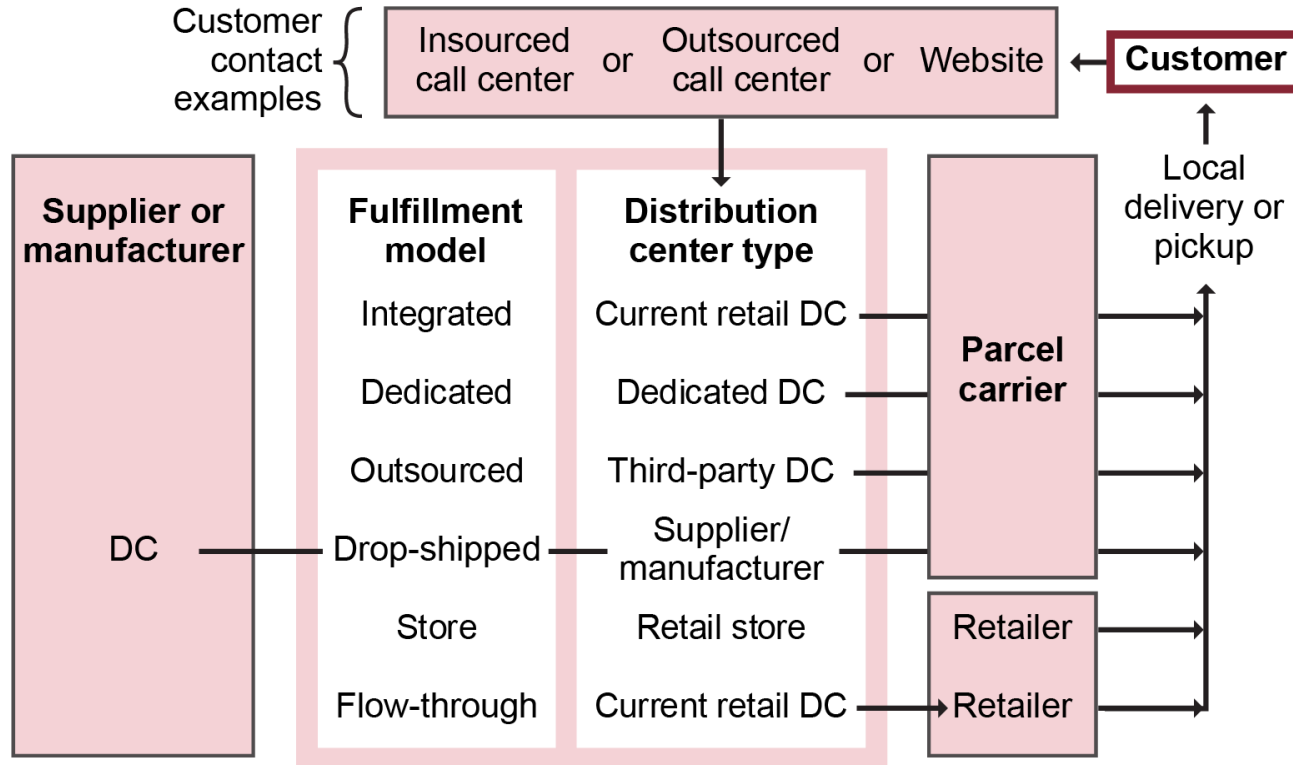 Customer
contact
examples
Insourced
call center
or
Outsourced
call center
or
Website
Customer
Supplier or
manufacturer
DC
Fulfillment
model
Integrated
Dedicated
Outsourced
Drop-shipped
Store
Flow-through
Distribution
center type
Current retail DC
Dedicated DC
Third-party DC
Supplier/
manufacturer
Retail store
Current retail DC
Parcel
carrier
Retailer
Retailer
Local
delivery or
pickup